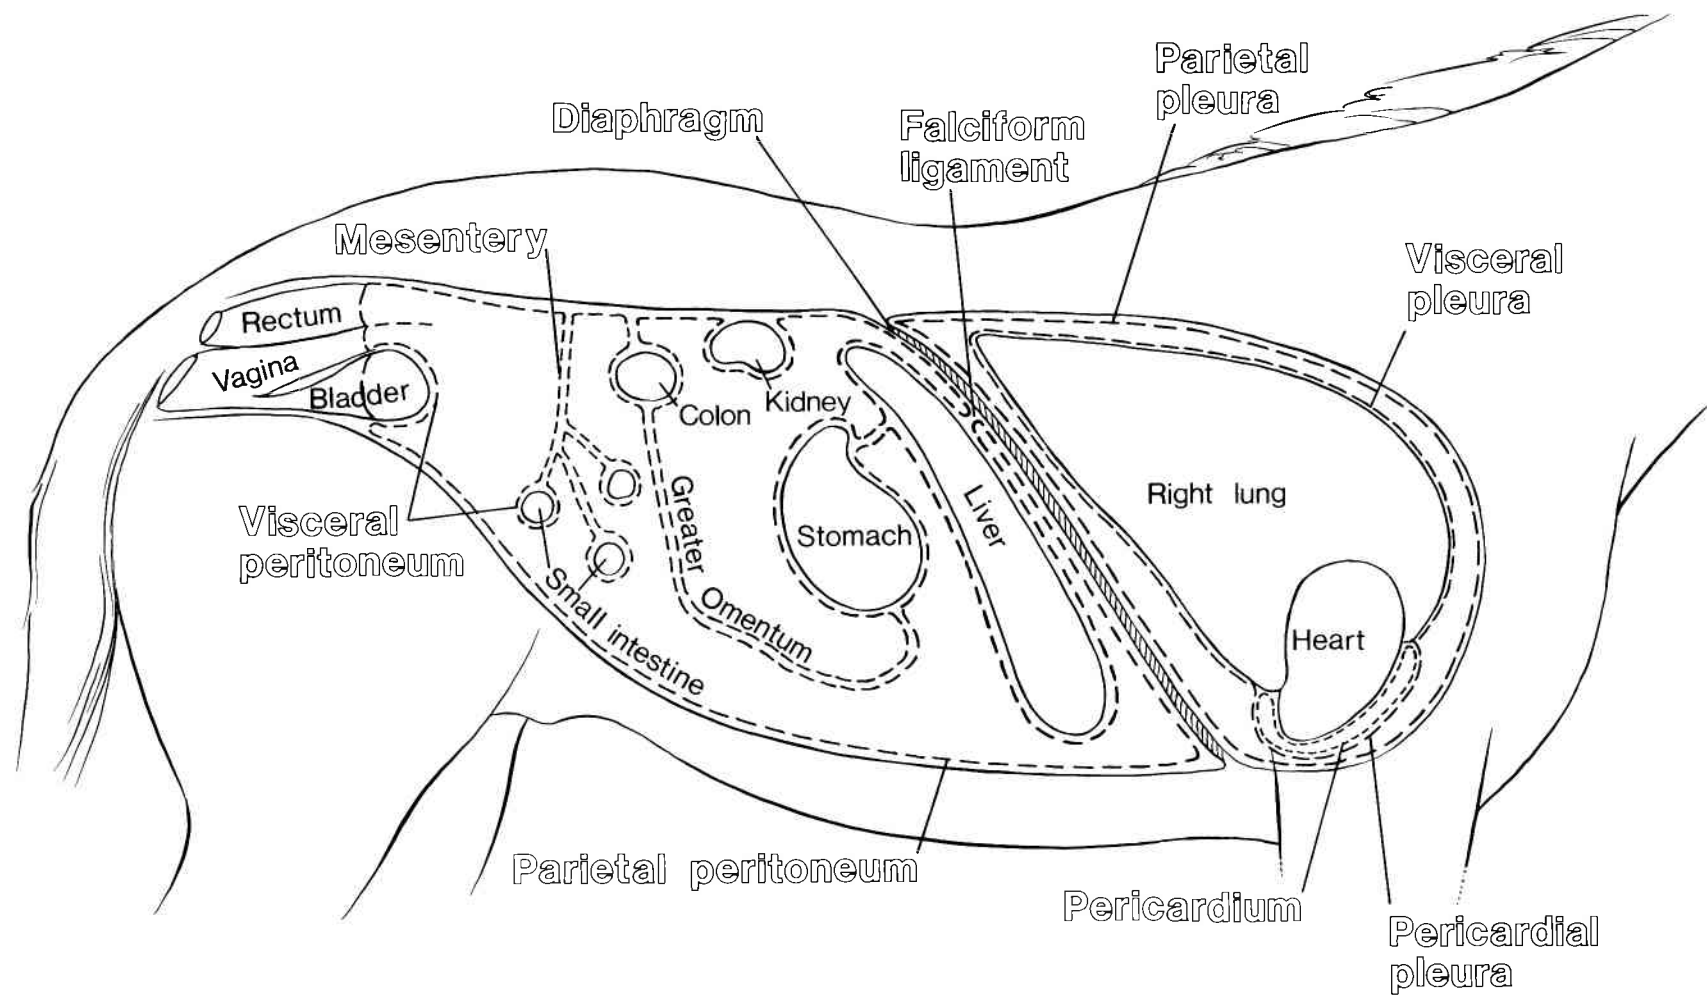 Parietal
pleura
Diaphragm
Falciform
ligament
Mesentery
Visceral
pleura
Rectum
Vagina
Bladder
Colon
Kidney
Greater
Omentum
Stomach
Liver
Right lung
Visceral
peritoneum
Small intestine
Heart
Parietal peritoneum
Pericardium
Pericardial
pleura